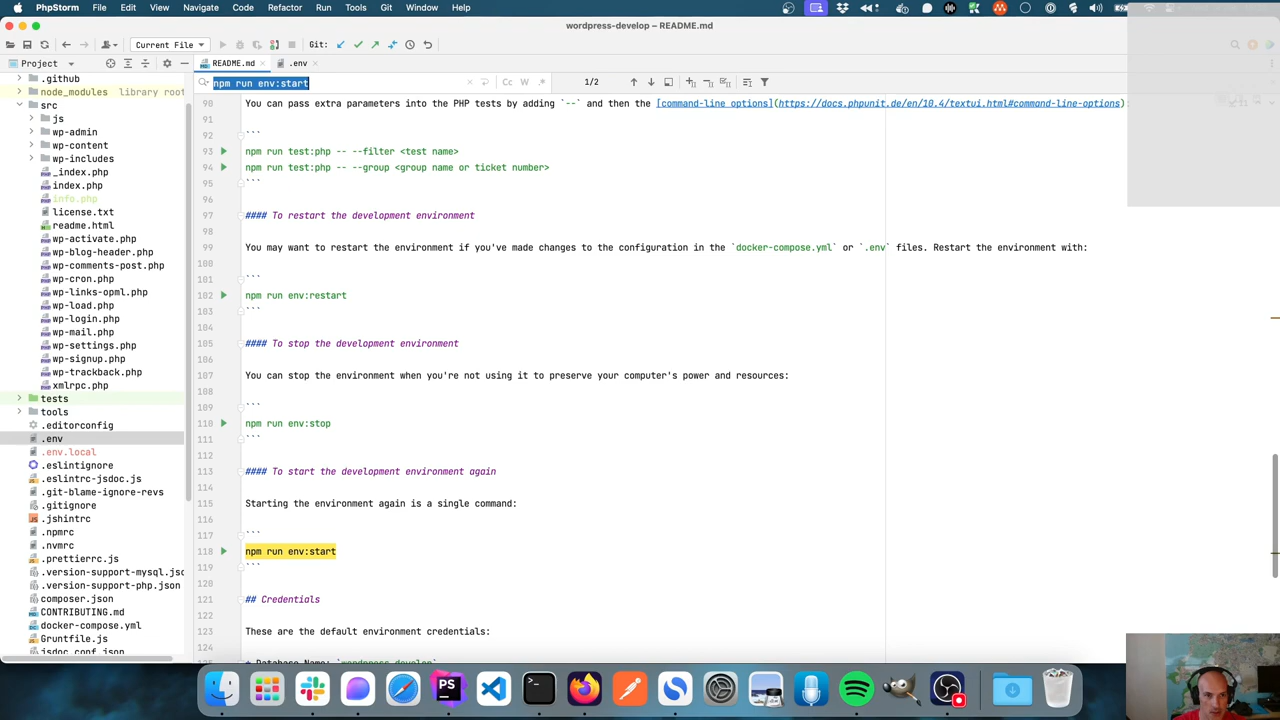 PhpStorm File Edit View Navigate Code Refactor Run Tools Git Window Help
wordpress-develop – README.md
Current File Git:
Project
README.md .env
npm run env:start Cc W .* 1/2
.github
node_modules library root
src
js
wp-admin
wp-content
wp-includes
_index.php
index.php
info.php
license.txt
readme.html
wp-activate.php
wp-blog-header.php
wp-comments-post.php
wp-cron.php
wp-links-opml.php
wp-load.php
wp-login.php
wp-mail.php
wp-settings.php
wp-signup.php
wp-trackback.php
xmlrpc.php
tests
tools
.editorconfig
.env
.env.local
.eslintignore
.eslintrc-jsdoc.js
.git-blame-ignore-revs
.gitignore
.jshintrc
.npmrc
.nvmrc
.prettierrc.js
.version-support-mysql.jsc
.version-support-php.json
composer.json
CONTRIBUTING.md
docker-compose.yml
Gruntfile.js
jsdoc.conf.json
90 You can pass extra parameters into the PHP tests by adding `--` and then the [command-line options](https://docs.phpunit.de/en/10.4/textui.html#command-line-options)
91
92 ```
93 npm run test:php -- --filter <test name>
94 npm run test:php -- --group <group name or ticket number>
95 ```
96
97 #### To restart the development environment
98
99 You may want to restart the environment if you've made changes to the configuration in the `docker-compose.yml` or `.env` files. Restart the environment with:
100
101 ```
102 npm run env:restart
103 ```
104
105 #### To stop the development environment
106
107 You can stop the environment when you're not using it to preserve your computer's power and resources:
108
109 ```
110 npm run env:stop
111 ```
112
113 #### To start the development environment again
114
115 Starting the environment again is a single command:
116
117 ```
118 npm run env:start
119 ```
120
121 ## Credentials
122
123 These are the default environment credentials:
124
125 * Database Name: `wordpress_develop`
PS